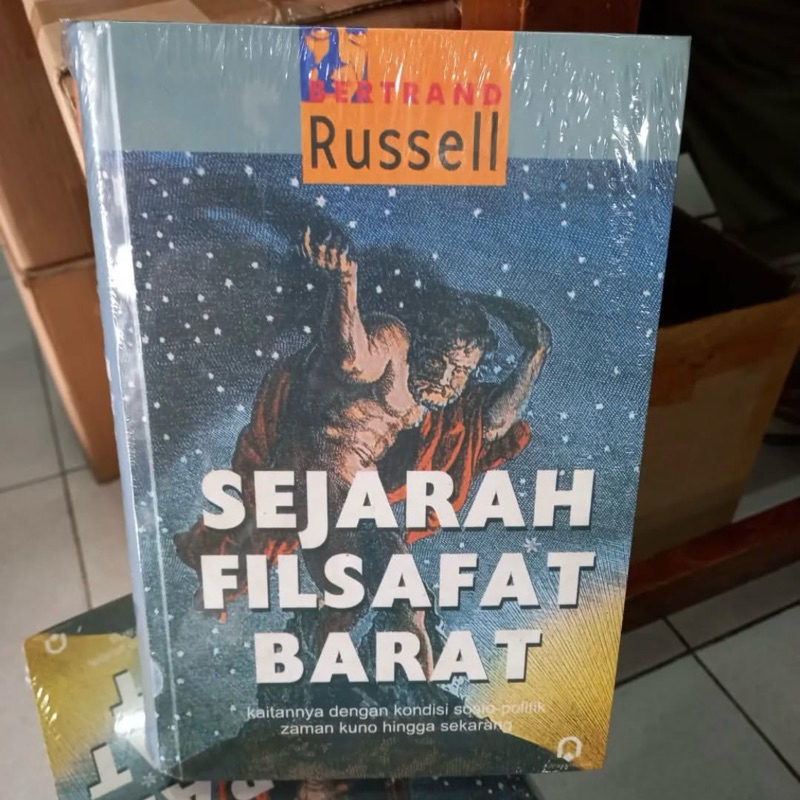 BERTRAND
Russell
SEJARAH
FILSAFAT
BARAT
kaitannya dengan kondisi sosio-politik
zaman kuno hingga sekarang